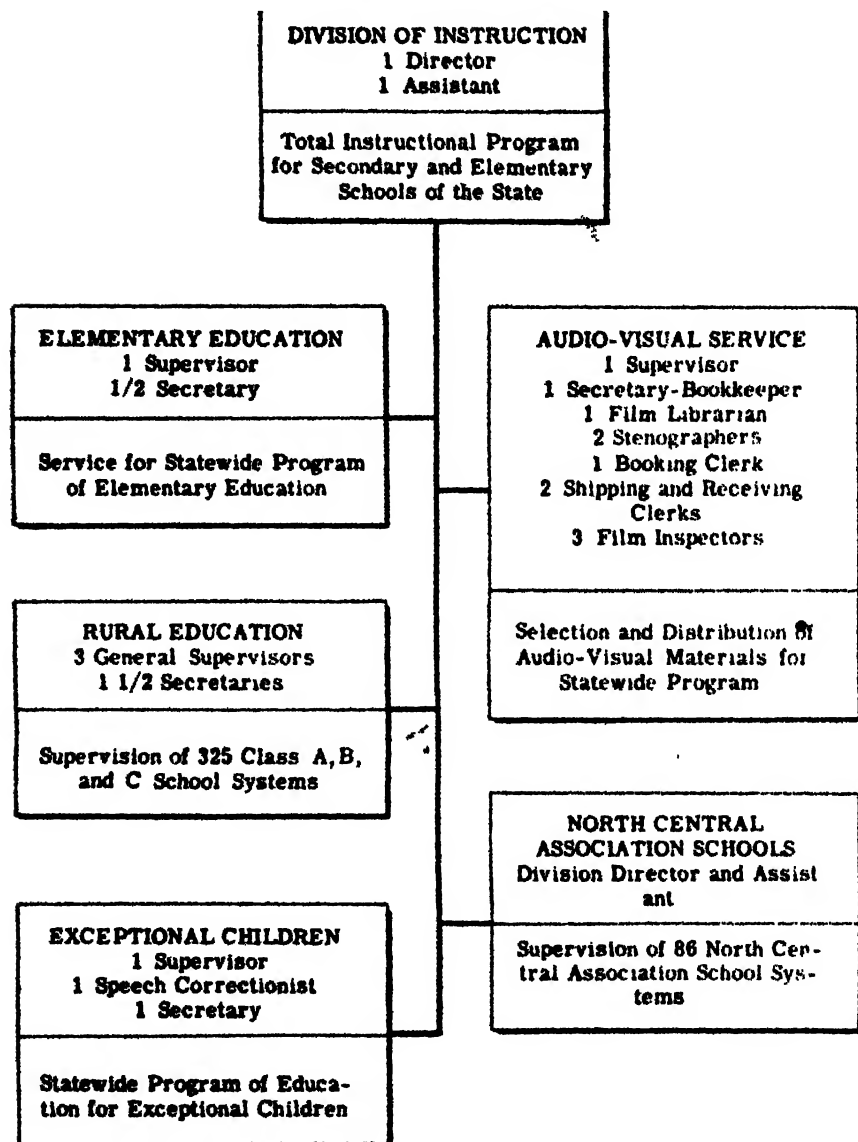 DIVISION OF INSTRUCTION
1 Director
1 Assistant
Total Instructional Program
for Secondary and Elementary
Schools of the State
ELEMENTARY EDUCATION
1 Supervisor
1/2 Secretary
Service for Statewide Program
of Elementary Education
RURAL EDUCATION
3 General Supervisors
1 1/2 Secretaries
Supervision of 325 Class A, B,
and C School Systems
EXCEPTIONAL CHILDREN
1 Supervisor
1 Speech Correctionist
1 Secretary
Statewide Program of Educa-
tion for Exceptional Children
AUDIO-VISUAL SERVICE
1 Supervisor
1 Secretary-Bookkeeper
1 Film Librarian
2 Stenographers
1 Booking Clerk
2 Shipping and Receiving
Clerks
3 Film Inspectors
Selection and Distribution of
Audio-Visual Materials for
Statewide Program
NORTH CENTRAL
ASSOCIATION SCHOOLS
Division Director and Assist
ant
Supervision of 86 North Cen-
tral Association School Sys-
tems